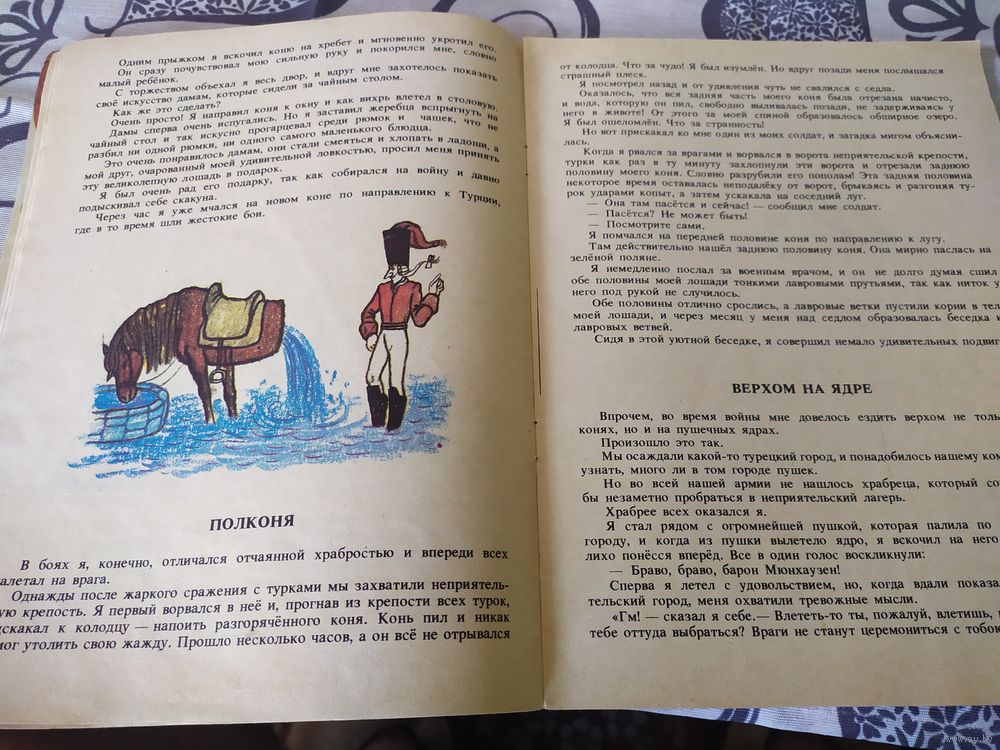 Одним прыжком я вскочил коню на хребет и мгновенно укротил его.
Он сразу почувствовал мою сильную руку и покорился мне, словно
малый ребёнок.
С торжеством объехал я весь двор, и вдруг мне захотелось показать
своё искусство дамам, которые сидели за чайным столом.
Как же это сделать?
Очень просто! Я направил коня к окну и как вихрь влетел в столовую.
Дамы сперва очень испугались. Но я заставил жеребца вспрыгнуть на
чайный стол и так искусно прогарцевал среди рюмок и чашек, что не
разбил ни одной рюмки, ни одного самого маленького блюдца.
Это очень понравилось дамам, они стали смеяться и хлопать в ладоши, а
мой друг, очарованный моей удивительной ловкостью, просил меня принять
эту великолепную лошадь в подарок.
Я был очень рад его подарку, так как собирался на войну и давно
подыскивал себе скакуна.
Через час я уже мчался на новом коне по направлению к Турции,
где в то время шли жестокие бои.
ПОЛКОНЯ
В боях я, конечно, отличался отчаянной храбростью и впереди всех
налетал на врага.
Однажды после жаркого сражения с турками мы захватили неприятель-
ую крепость. Я первый ворвался в неё и, прогнав из крепости всех турок,
скакал к колодцу — напоить разгорячённого коня. Конь пил и никак
мог утолить свою жажду. Прошло несколько часов, а он всё не отрывался
от колодца. Что за чудо! Я был изумлён. Но вдруг позади меня послышался
страшный плеск.
Я посмотрел назад и от удивления чуть не свалился с седла.
Оказалось, что вся задняя часть моего коня была отрезана начисто,
и вода, которую он пил, свободно выливалась позади, не задерживаясь у
него в животе! От этого за моей спиной образовалось обширное озеро.
Я был ошеломлён. Что за странность!
Но вот прискакал ко мне один из моих солдат, и загадка мигом объясни-
лась.
Когда я рвался за врагами и ворвался в ворота неприятельской крепости,
турки как раз в ту минуту захлопнули эти ворота и отрезали заднюю
половину моего коня. Словно разрубили его пополам! Эта задняя половина
некоторое время оставалась неподалёку от ворот, брыкаясь и разгоняя ту-
рок ударами копыт, а затем ускакала на соседний луг.
— Она там пасётся и сейчас! — сообщил мне солдат.
— Пасётся? Не может быть!
— Посмотрите сами.
Я помчался на передней половине коня по направлению к лугу.
Там действительно нашёл заднюю половину коня. Она мирно паслась на
зелёной поляне.
Я немедленно послал за военным врачом, и он не долго думая сшил
обе половины моей лошади тонкими лавровыми прутьями, так как ниток у
него под рукой не случилось.
Обе половины отлично срослись, а лавровые ветки пустили корни в тел
моей лошади, и через месяц у меня над седлом образовалась беседка и
лавровых ветвей.
Сидя в этой уютной беседке, я совершил немало удивительных подвиг
ВЕРХОМ НА ЯДРЕ
Впрочем, во время войны мне довелось ездить верхом не толь
конях, но и на пушечных ядрах.
Произошло это так.
Мы осаждали какой-то турецкий город, и понадобилось нашему ком
узнать, много ли в том городе пушек.
Но во всей нашей армии не нашлось храбреца, который со
бы незаметно пробраться в неприятельский лагерь.
Храбрее всех оказался я.
Я стал рядом с огромнейшей пушкой, которая палила по
городу, и когда из пушки вылетело ядро, я вскочил на него
лихо понёсся вперёд. Все в один голос воскликнули:
— Браво, браво, барон Мюнхаузен!
Сперва я летел с удовольствием, но, когда вдали показа
тельский город, меня охватили тревожные мысли.
«Гм! — сказал я себе.— Влететь-то ты, пожалуй, влетишь,
тебе оттуда выбраться? Враги не станут церемониться с тобою